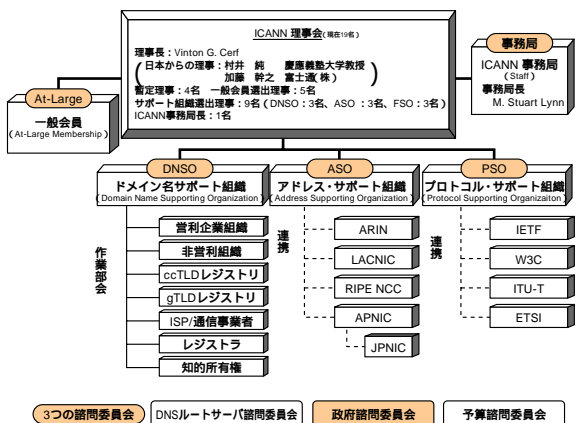 ICANN 理事会(現在19名)
理事長：Vinton G. Cerf
(日本からの理事：村井　純　慶應義塾大学教授
加藤　幹之　富士通(株))
暫定理事：4名　一般会員選出理事：5名
サポート組織選出理事：9名(DNSO：3名、ASO：3名、FSO：3名)
ICANN事務局長：1名
事務局
ICANN 事務局
(Staff)
事務局長
M. Stuart Lynn
At-Large
一般会員
(At-Large Membership)
DNSO
ドメイン名サポート組織
(Domain Name Supporting Organization)
作業部会
営利企業組織
非営利組織
ccTLDレジストリ
gTLDレジストリ
ISP/通信事業者
レジストラ
知的所有権
ASO
アドレス・サポート組織
(Address Supporting Organization)
連携
ARIN
LACNIC
RIPE NCC
APNIC
JPNIC
PSO
プロトコル・サポート組織
(Protocol Supporting Organizaiton)
連携
IETF
W3C
ITU-T
ETSI
3つの諮問委員会
DNSルートサーバ諮問委員会
政府諮問委員会
予算諮問委員会